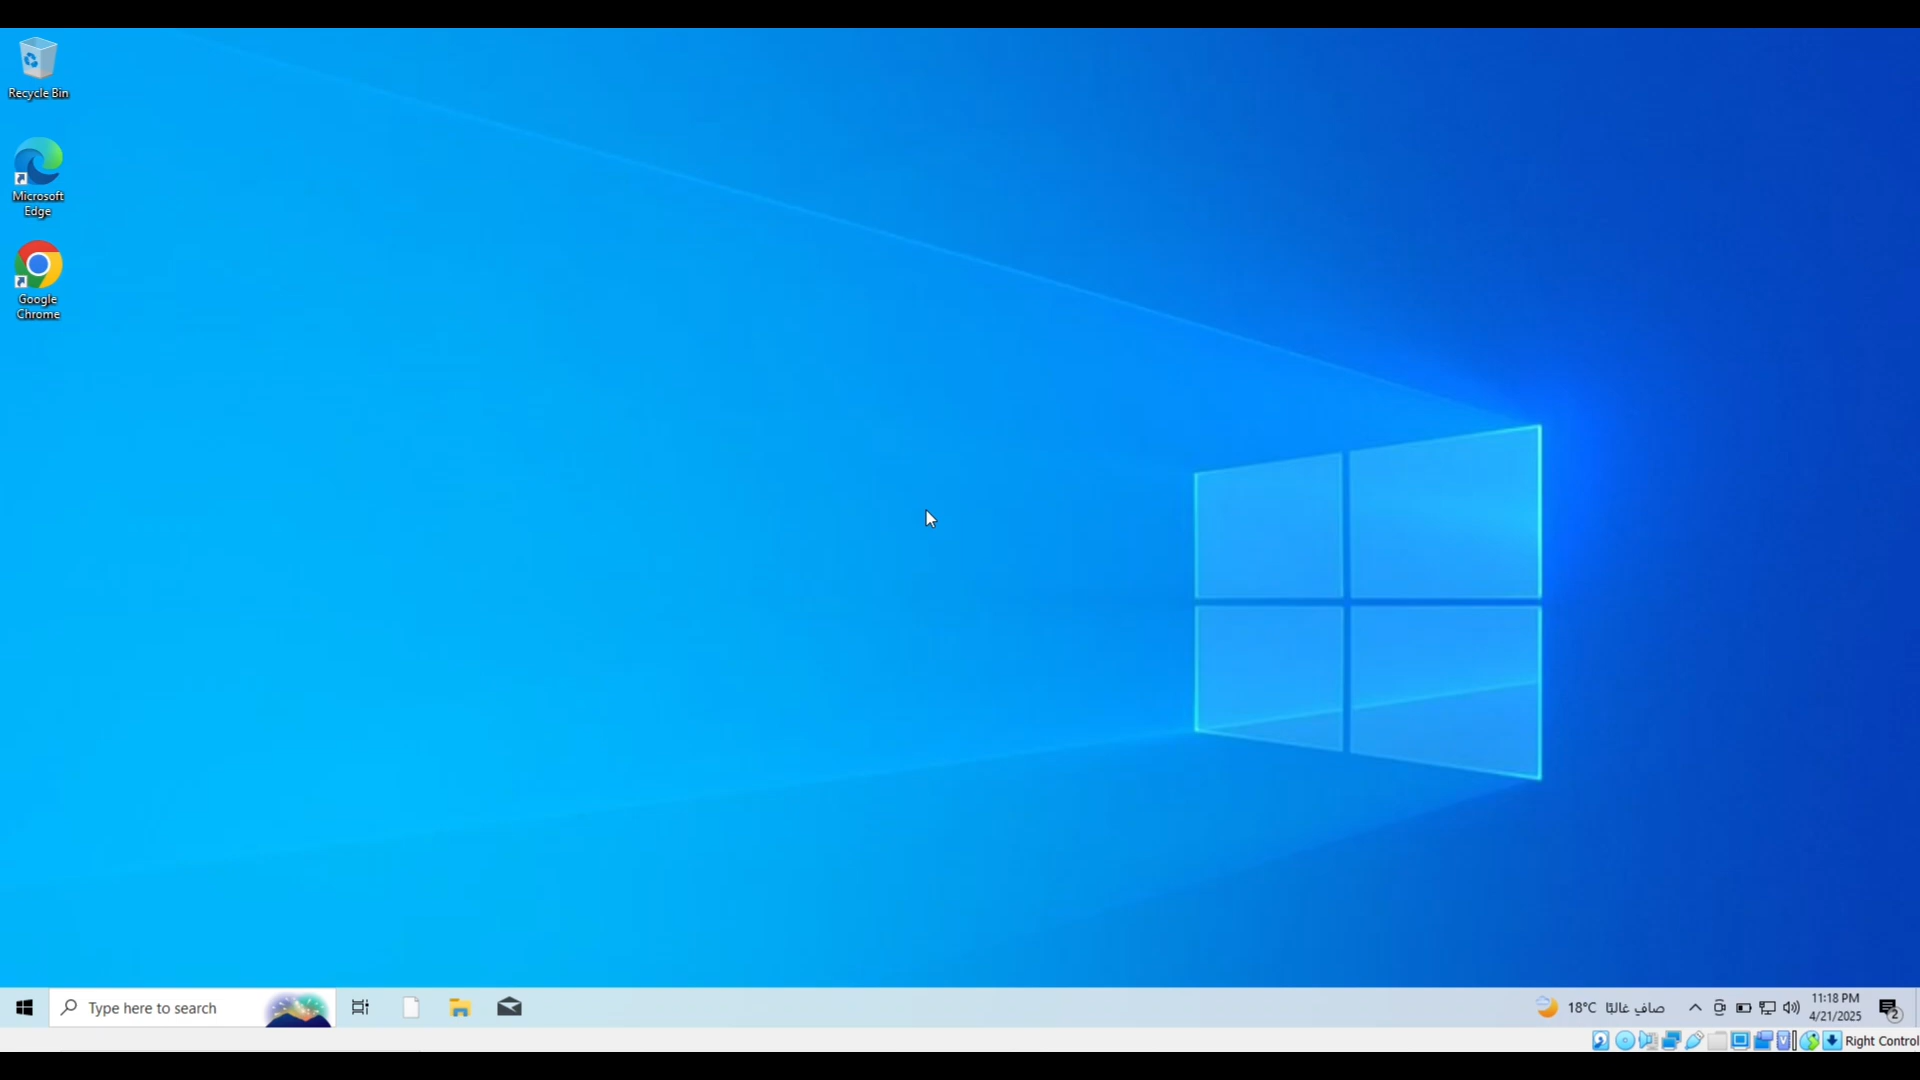 Recycle Bin
Microsoft
Edge
Google
Chrome
Type here to search
18°C صافٍ غالبًا
11:18 PM
4/21/2025
2
Right Control